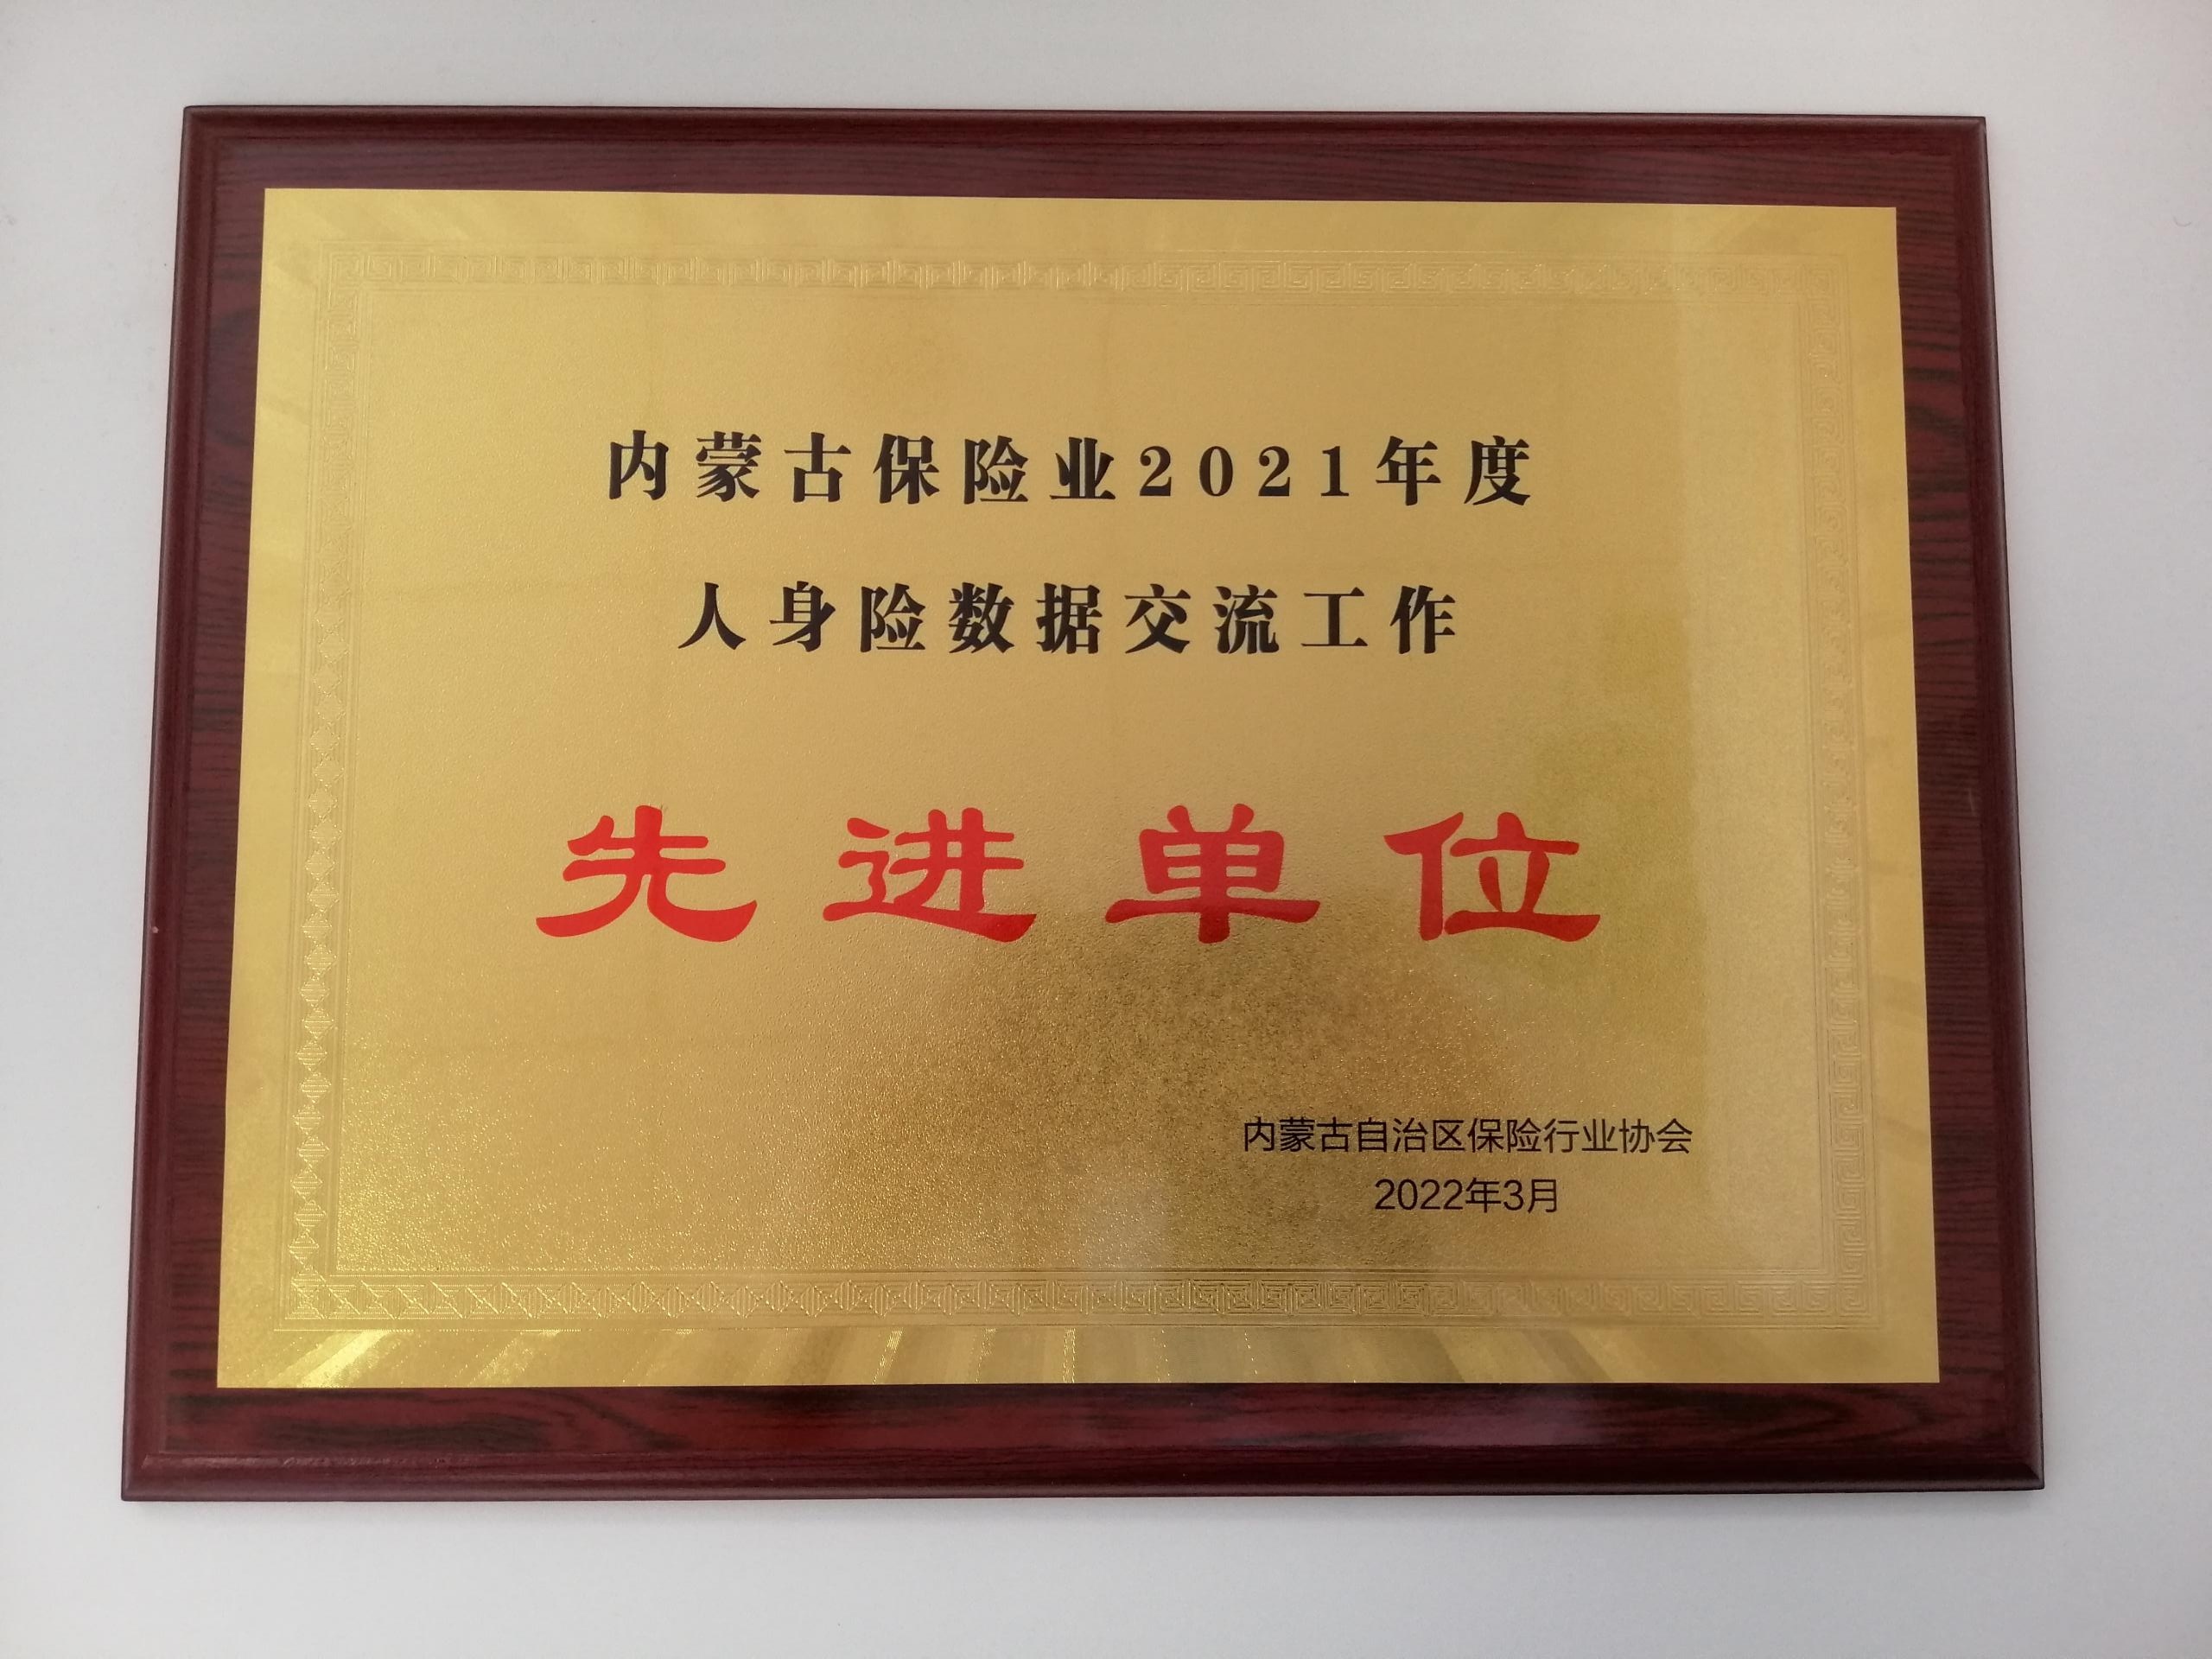 内蒙古保险业2021年度
人身险数据交流工作
先进单位
内蒙古自治区保险行业协会
2022年3月